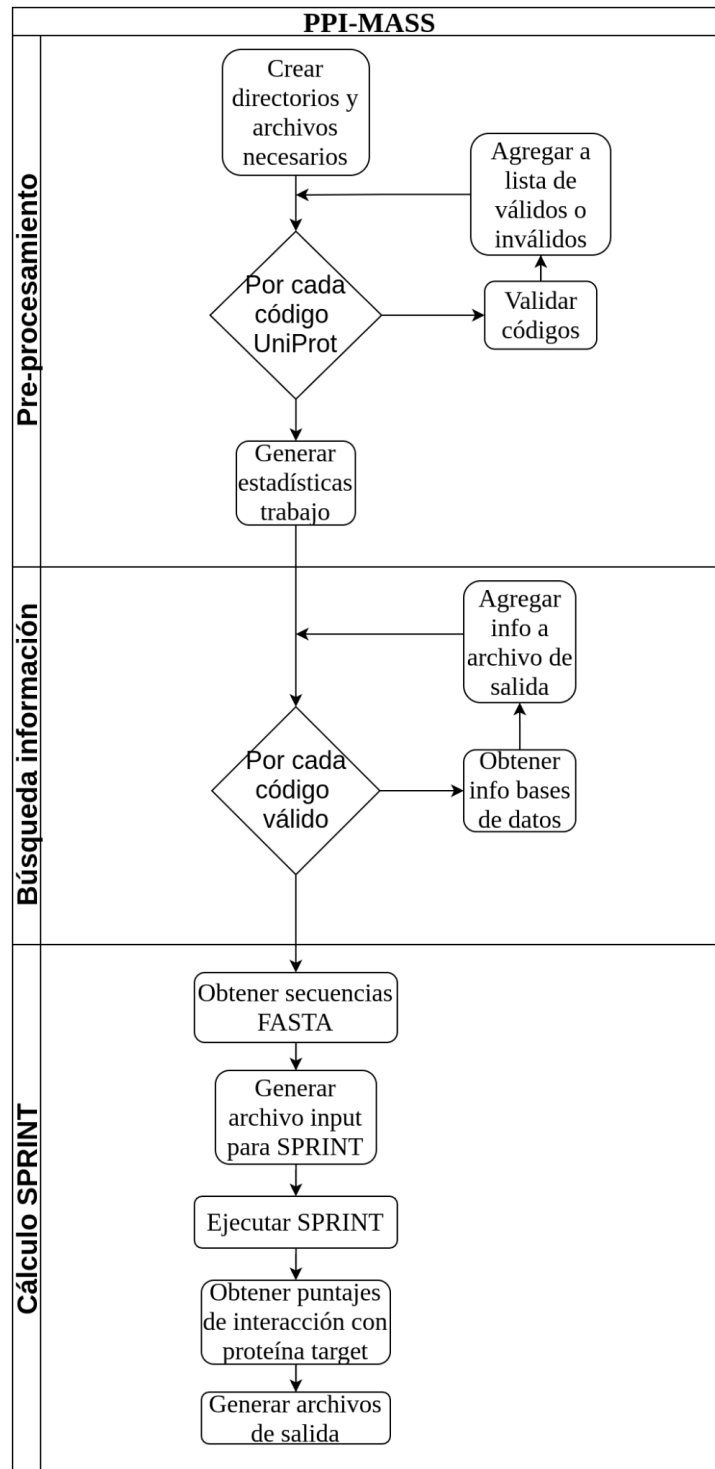 PPI-MASS
Pre-procesamiento
Crear
directorios y
archivos
necesarios
Agregar a
lista de
válidos o
inválidos
Por cada
código
UniProt
Validar
códigos
Generar
estadísticas
trabajo
Búsqueda información
Agregar
info a
archivo de
salida
Por cada
código
válido
Obtener
info bases
de datos
Cálculo SPRINT
Obtener secuencias
FASTA
Generar
archivo input
para SPRINT
Ejecutar SPRINT
Obtener puntajes
de interacción con
proteína target
Generar archivos
de salida